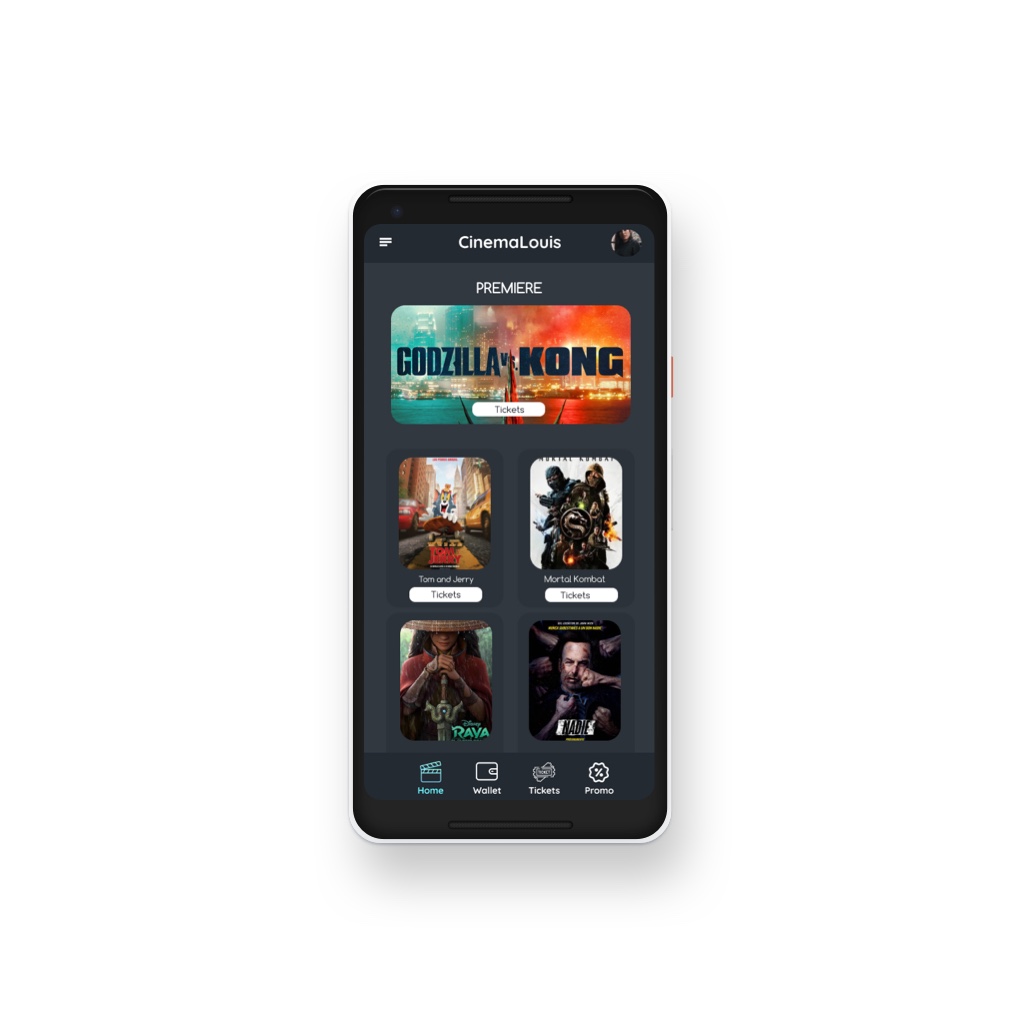 CinemaLouis
PREMIERE
GODZILLA VS. KONG
Tickets
MORTAL KOMBAT
Tom and Jerry
Tickets
Mortal Kombat
Tickets
Disney
RAYA
NADIE
Home
Wallet
Tickets
Promo